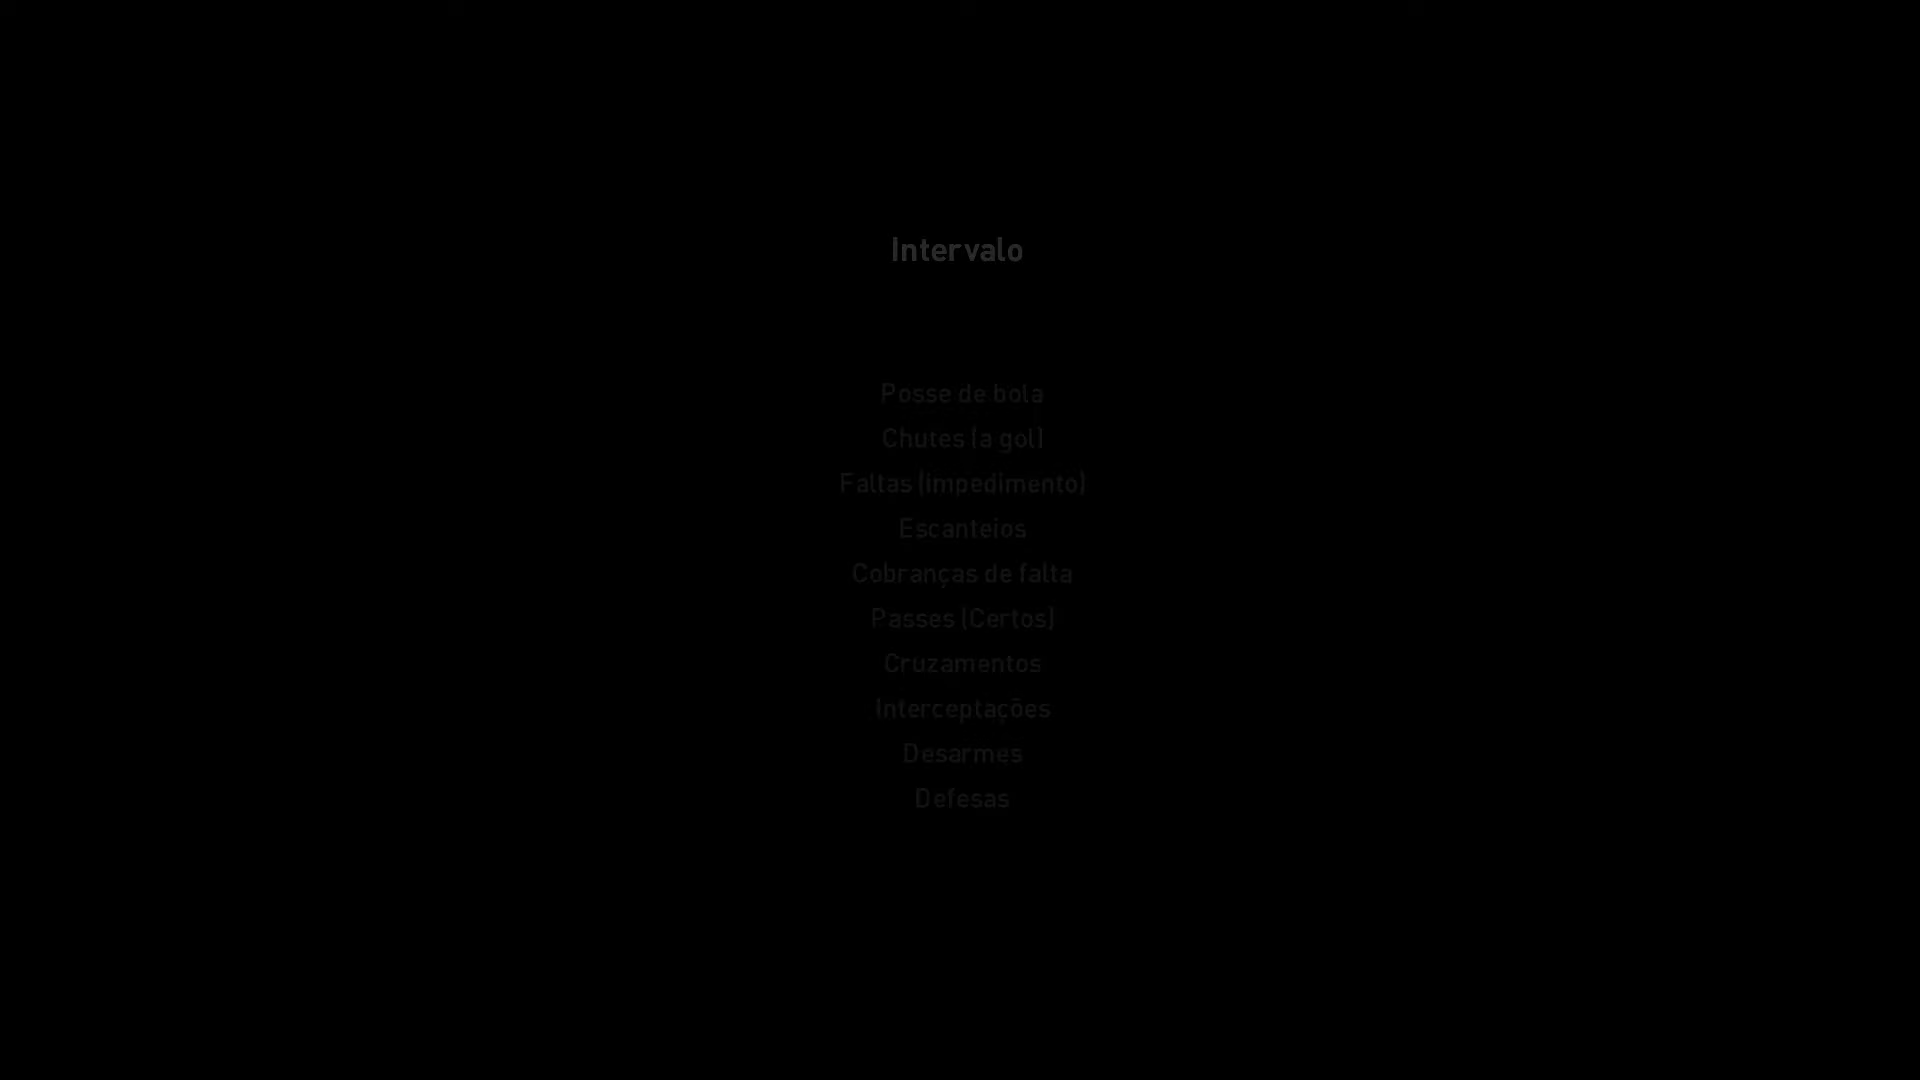 Intervalo
Posse de bola
Chutes (a gol)
Faltas (impedimento)
Escanteios
Cobranças de falta
Passes (Certos)
Cruzamentos
Interceptações
Desarmes
Defesas